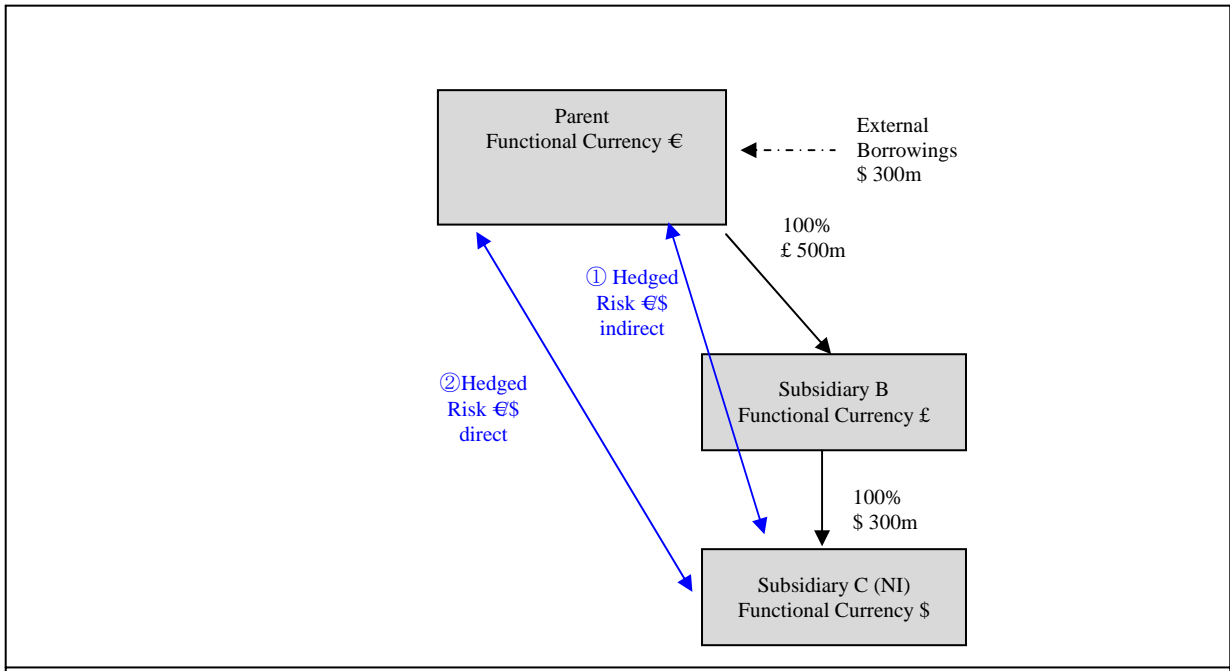 Parent
Functional Currency €
External
Borrowings
$ 300m
100%
£ 500m
① Hedged
Risk €/$
indirect
②Hedged
Risk €/$
direct
Subsidiary B
Functional Currency £
100%
$ 300m
Subsidiary C (NI)
Functional Currency $